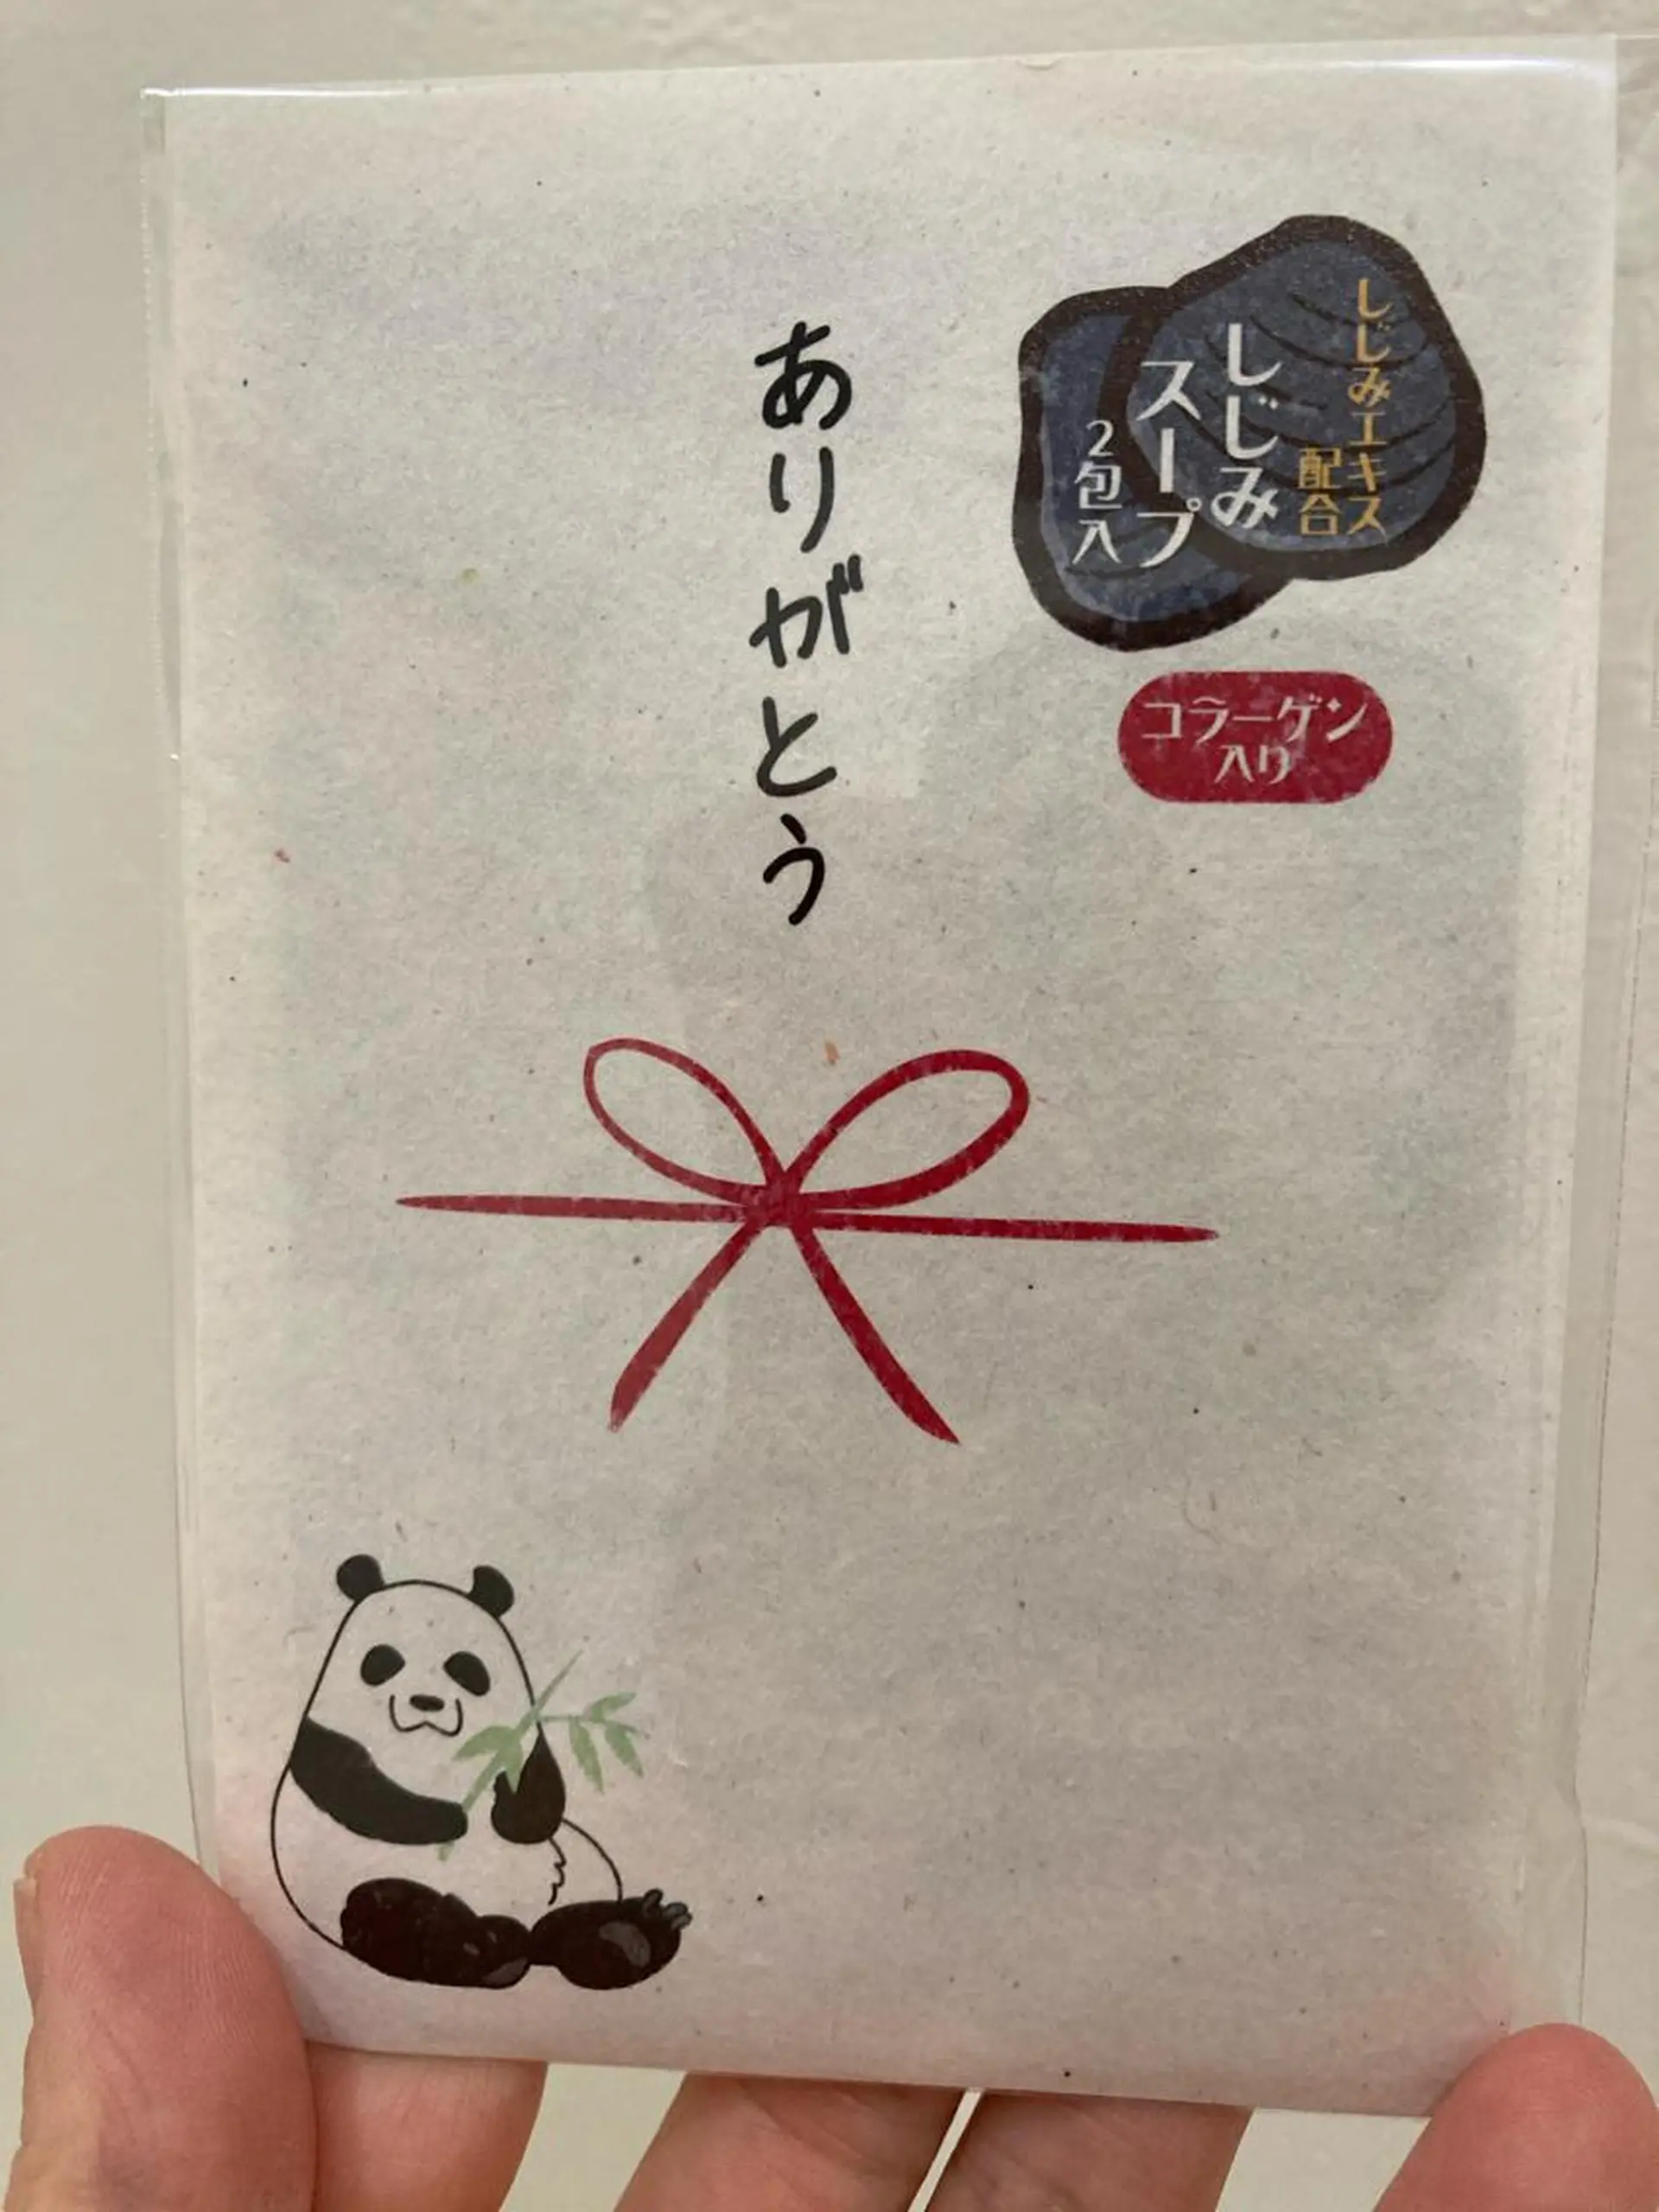 ありがとう
しじみエキス
配合
しじみ
スープ
2包入
コラーゲン
入り